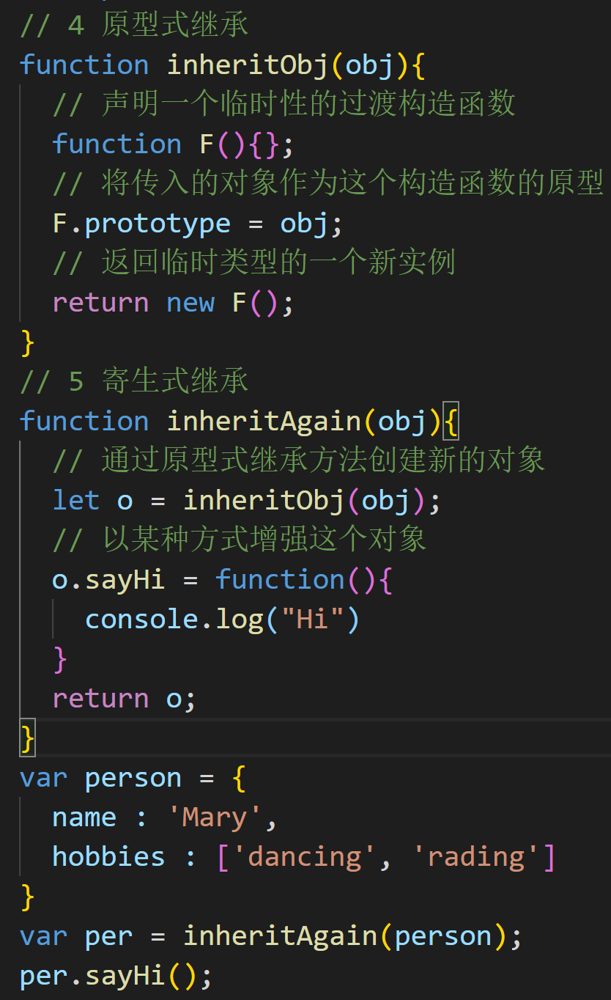 // 4 原型式继承
function inheritObj(obj){
  // 声明一个临时性的过渡构造函数
  function F(){};
  // 将传入的对象作为这个构造函数的原型
  F.prototype = obj;
  // 返回临时类型的一个新实例
  return new F();
}
// 5 寄生式继承
function inheritAgain(obj){
  // 通过原型式继承方法创建新的对象
  let o = inheritObj(obj);
  // 以某种方式增强这个对象
  o.sayHi = function(){
    console.log("Hi")
  }
  return o;
}
var person = {
  name : 'Mary',
  hobbies : ['dancing', 'rading']
}
var per = inheritAgain(person);
per.sayHi();